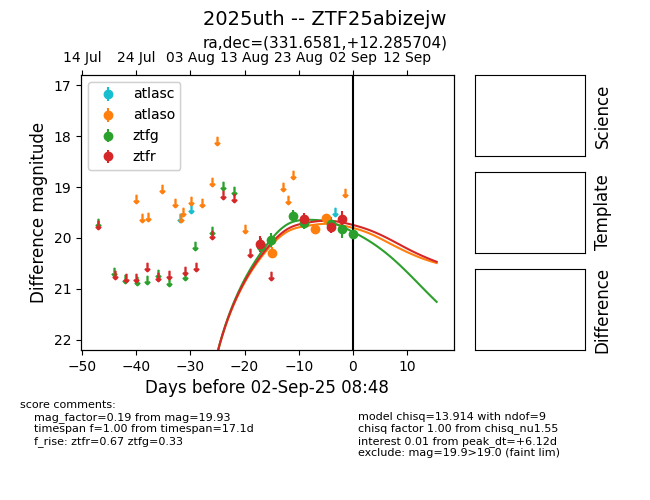 2025uth -- ZTF25abizejw
ra,dec=(331.6581,+12.285704)
14 Jul 24 Jul 03 Aug 13 Aug 23 Aug 02 Sep 12 Sep
17
18
19
20
21
22
Difference magnitude
atlasc
atlaso
ztfg
ztfr
−50 −40 −30 −20 −10 0 10
Days before 02-Sep-25 08:48
Science
Template
Difference
score comments:
mag_factor=0.19 from mag=19.93
timespan f=1.00 from timespan=17.1d
f_rise: ztfr=0.67 ztfg=0.33
model chisq=13.914 with ndof=9
chisq factor 1.00 from chisq_nu1.55
interest 0.01 from peak_dt=+6.12d
exclude: mag=19.9>19.0 (faint lim)